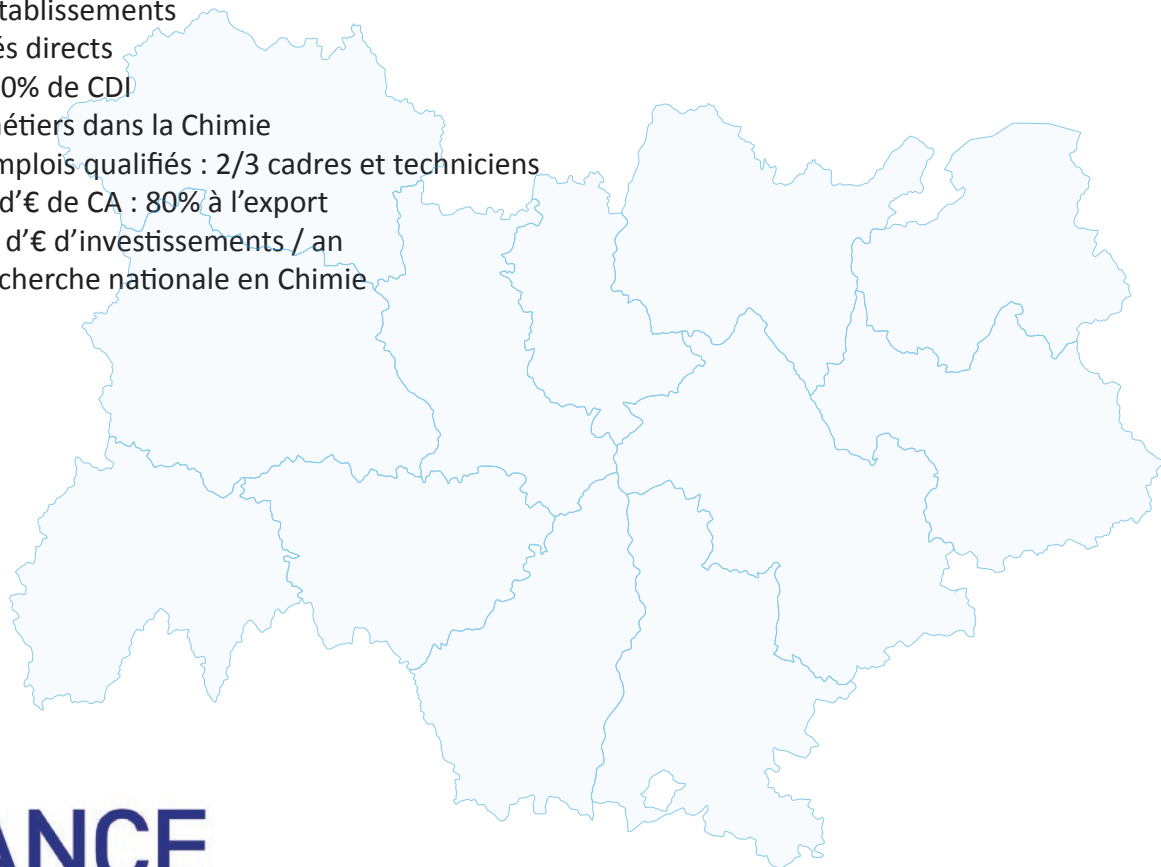 tablissements
és directs
0% de CDI
étiers dans la Chimie
mplois qualifiés : 2/3 cadres et techniciens
d’€ de CA : 80% à l’export
d’€ d’investissements / an
cherche nationale en Chimie
ANCE